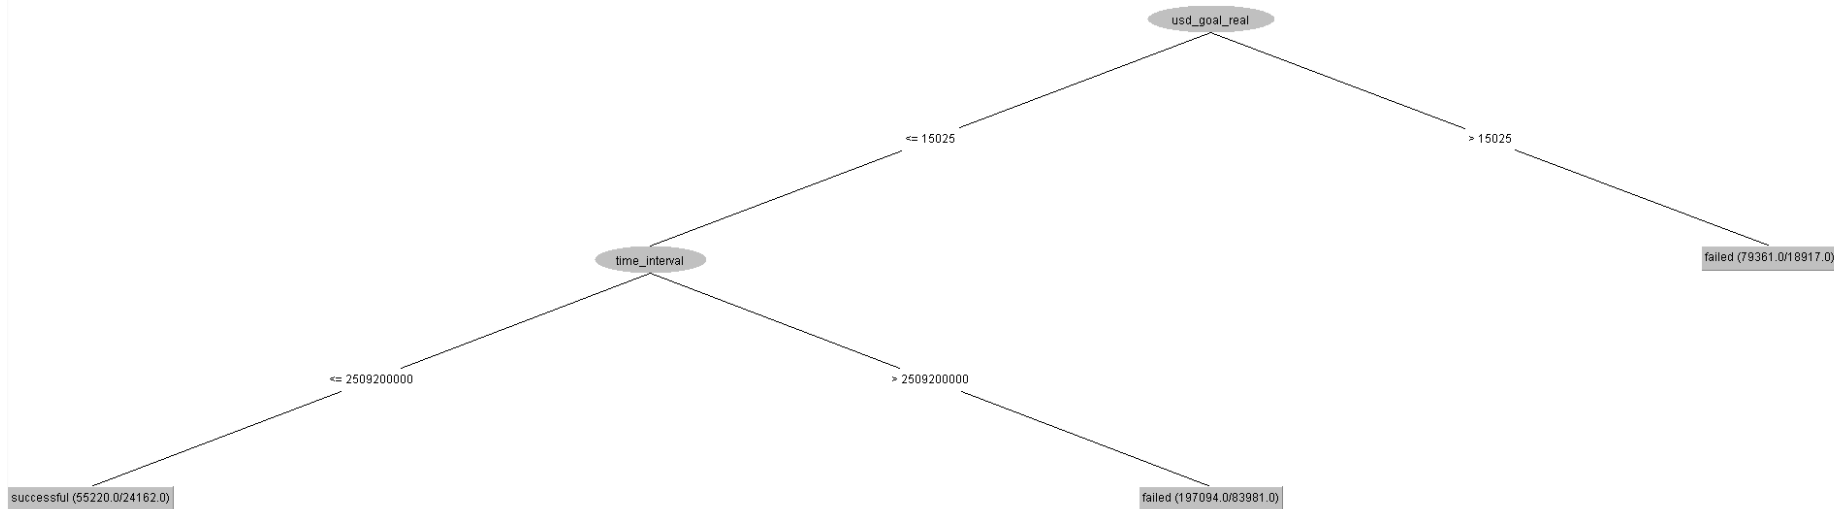 usd_goal_real
<= 15025
> 15025
time_interval
failed (79361.0/18917.0)
<= 2509200000
> 2509200000
successful (55220.0/24162.0)
failed (197094.0/83981.0)